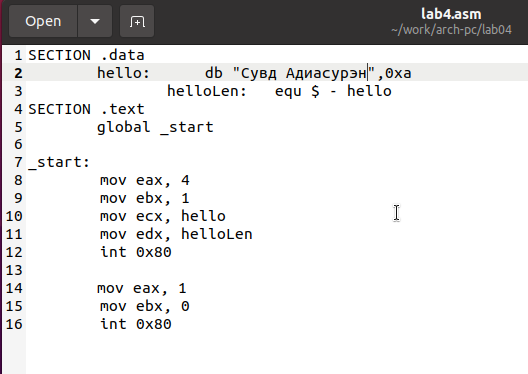 Open
lab4.asm
~/work/arch-pc/lab04
1 SECTION .data
2 hello: db "Сувд Адиасурэн",0xa
3 helloLen: equ $ - hello
4 SECTION .text
5 global _start
6
7 _start:
8 mov eax, 4
9 mov ebx, 1
10 mov ecx, hello
11 mov edx, helloLen
12 int 0x80
13
14 mov eax, 1
15 mov ebx, 0
16 int 0x80